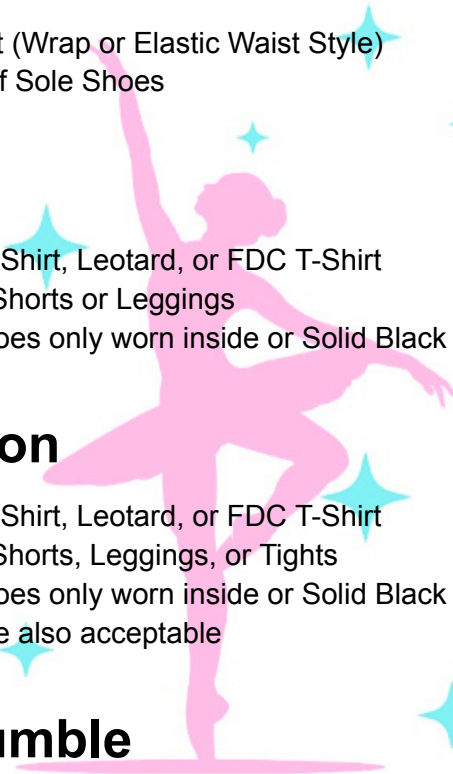 t (Wrap or Elastic Waist Style)
f Sole Shoes
Shirt, Leotard, or FDC T-Shirt
Shorts or Leggings
oes only worn inside or Solid Black
on
Shirt, Leotard, or FDC T-Shirt
Shorts, Leggings, or Tights
oes only worn inside or Solid Black
e also acceptable
umble